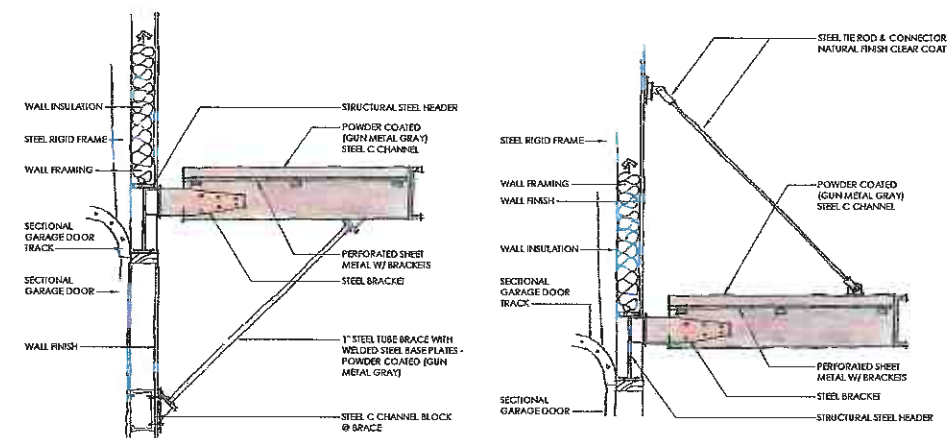 WALL INSULATION
STEEL RIGID FRAME
WALL FRAMING
SECTIONAL
GARAGE DOOR
TRACK
SECTIONAL
GARAGE DOOR
WALL FINISH
STRUCTURAL STEEL HEADER
POWDER COATED
(GUN METAL GRAY)
STEEL C CHANNEL
PERFORATED SHEET
METAL W/ BRACKETS
STEEL BRACKET
1" STEEL TUBE BRACE WITH
WELDED STEEL BASE PLATES -
POWDER COATED (GUN
METAL GRAY)
STEEL C CHANNEL BLOCK
@ BRACE
STEEL TIE ROD & CONNECTOR
NATURAL FINISH CLEAR COAT
STEEL RIGID FRAME
WALL FRAMING
WALL FINISH
WALL INSULATION
SECTIONAL
GARAGE DOOR
TRACK
SECTIONAL
GARAGE DOOR
POWDER COATED
(GUN METAL GRAY)
STEEL C CHANNEL
PERFORATED SHEET
METAL W/ BRACKETS
STEEL BRACKET
STRUCTURAL STEEL HEADER